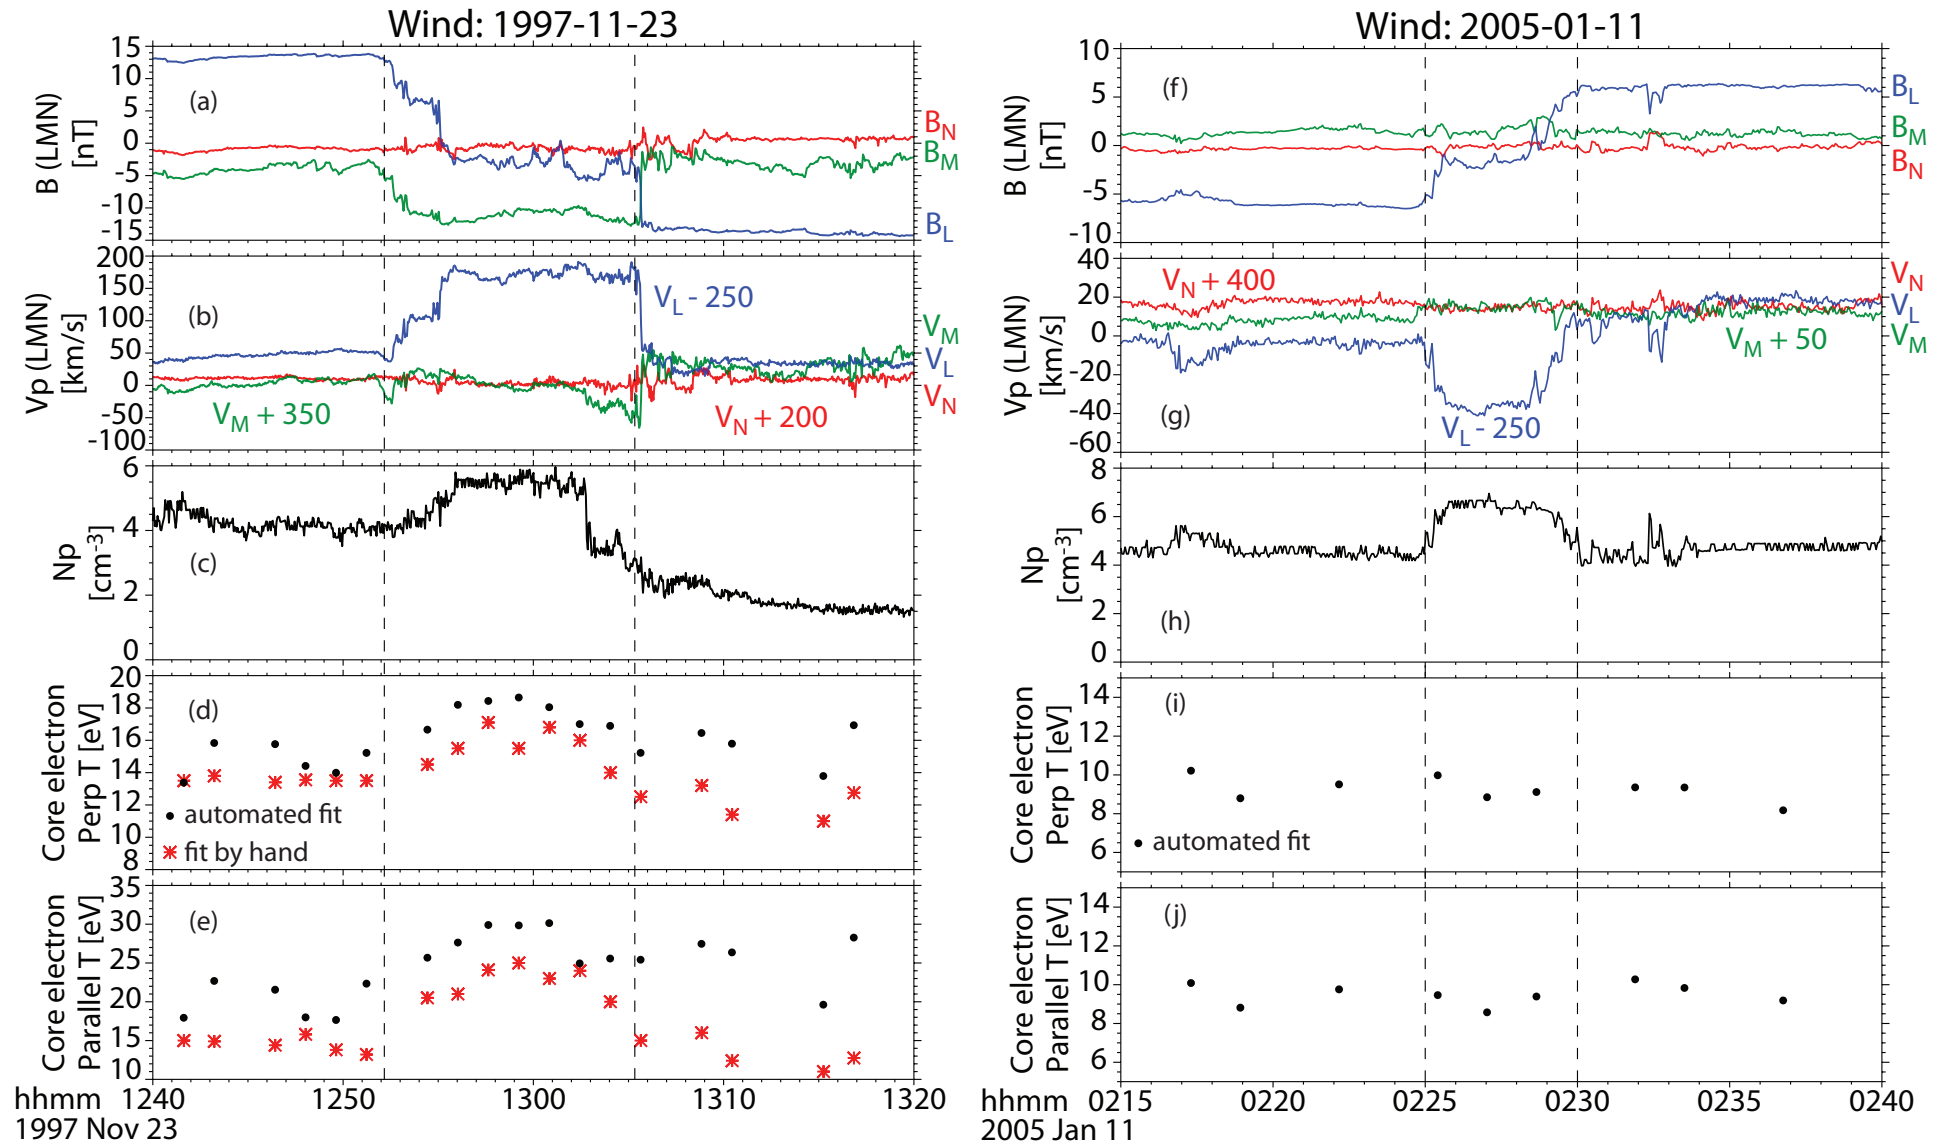 Wind: 1997-11-23
B (LMN)
[nT]
15
10
5
0
-5
-10
-15
(a)
B_N
B_M
B_L
Vp (LMN)
[km/s]
200
150
100
50
0
-50
-100
(b)
V_L - 250
V_M + 350
V_N + 200
V_M
V_L
V_N
Np
[cm⁻³]
6
4
2
0
(c)
Core electron
Perp T [eV]
20
18
16
14
12
10
8
(d)
automated fit
fit by hand
Core electron
Parallel T [eV]
35
30
25
20
15
10
(e)
hhmm 1240 1250 1300 1310 1320
1997 Nov 23
Wind: 2005-01-11
B (LMN)
[nT]
10
5
0
-5
-10
(f)
B_L
B_M
B_N
Vp (LMN)
[km/s]
40
20
0
-20
-40
-60
V_N + 400
V_M + 50
(g)
V_L - 250
V_N
V_L
V_M
Np
[cm⁻³]
8
6
4
2
0
(h)
Core electron
Perp T [eV]
14
12
10
8
6
(i)
automated fit
Core electron
Parallel T [eV]
14
12
10
8
6
(j)
hhmm 0215 0220 0225 0230 0235 0240
2005 Jan 11